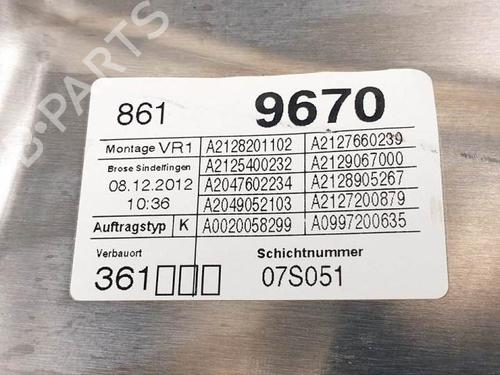 B-PARTS
861 9670
Montage VR1 A2128201102 A2127660239
Brose Sindelfingen A2125400232 A2129067000
08.12.2012 A2047602234 A2128905267
10:36 A2049052103 A2127200879
Auftragstyp K A0020058299 A0997200635
Verbauort Schichtnummer
361□□□ 07S051